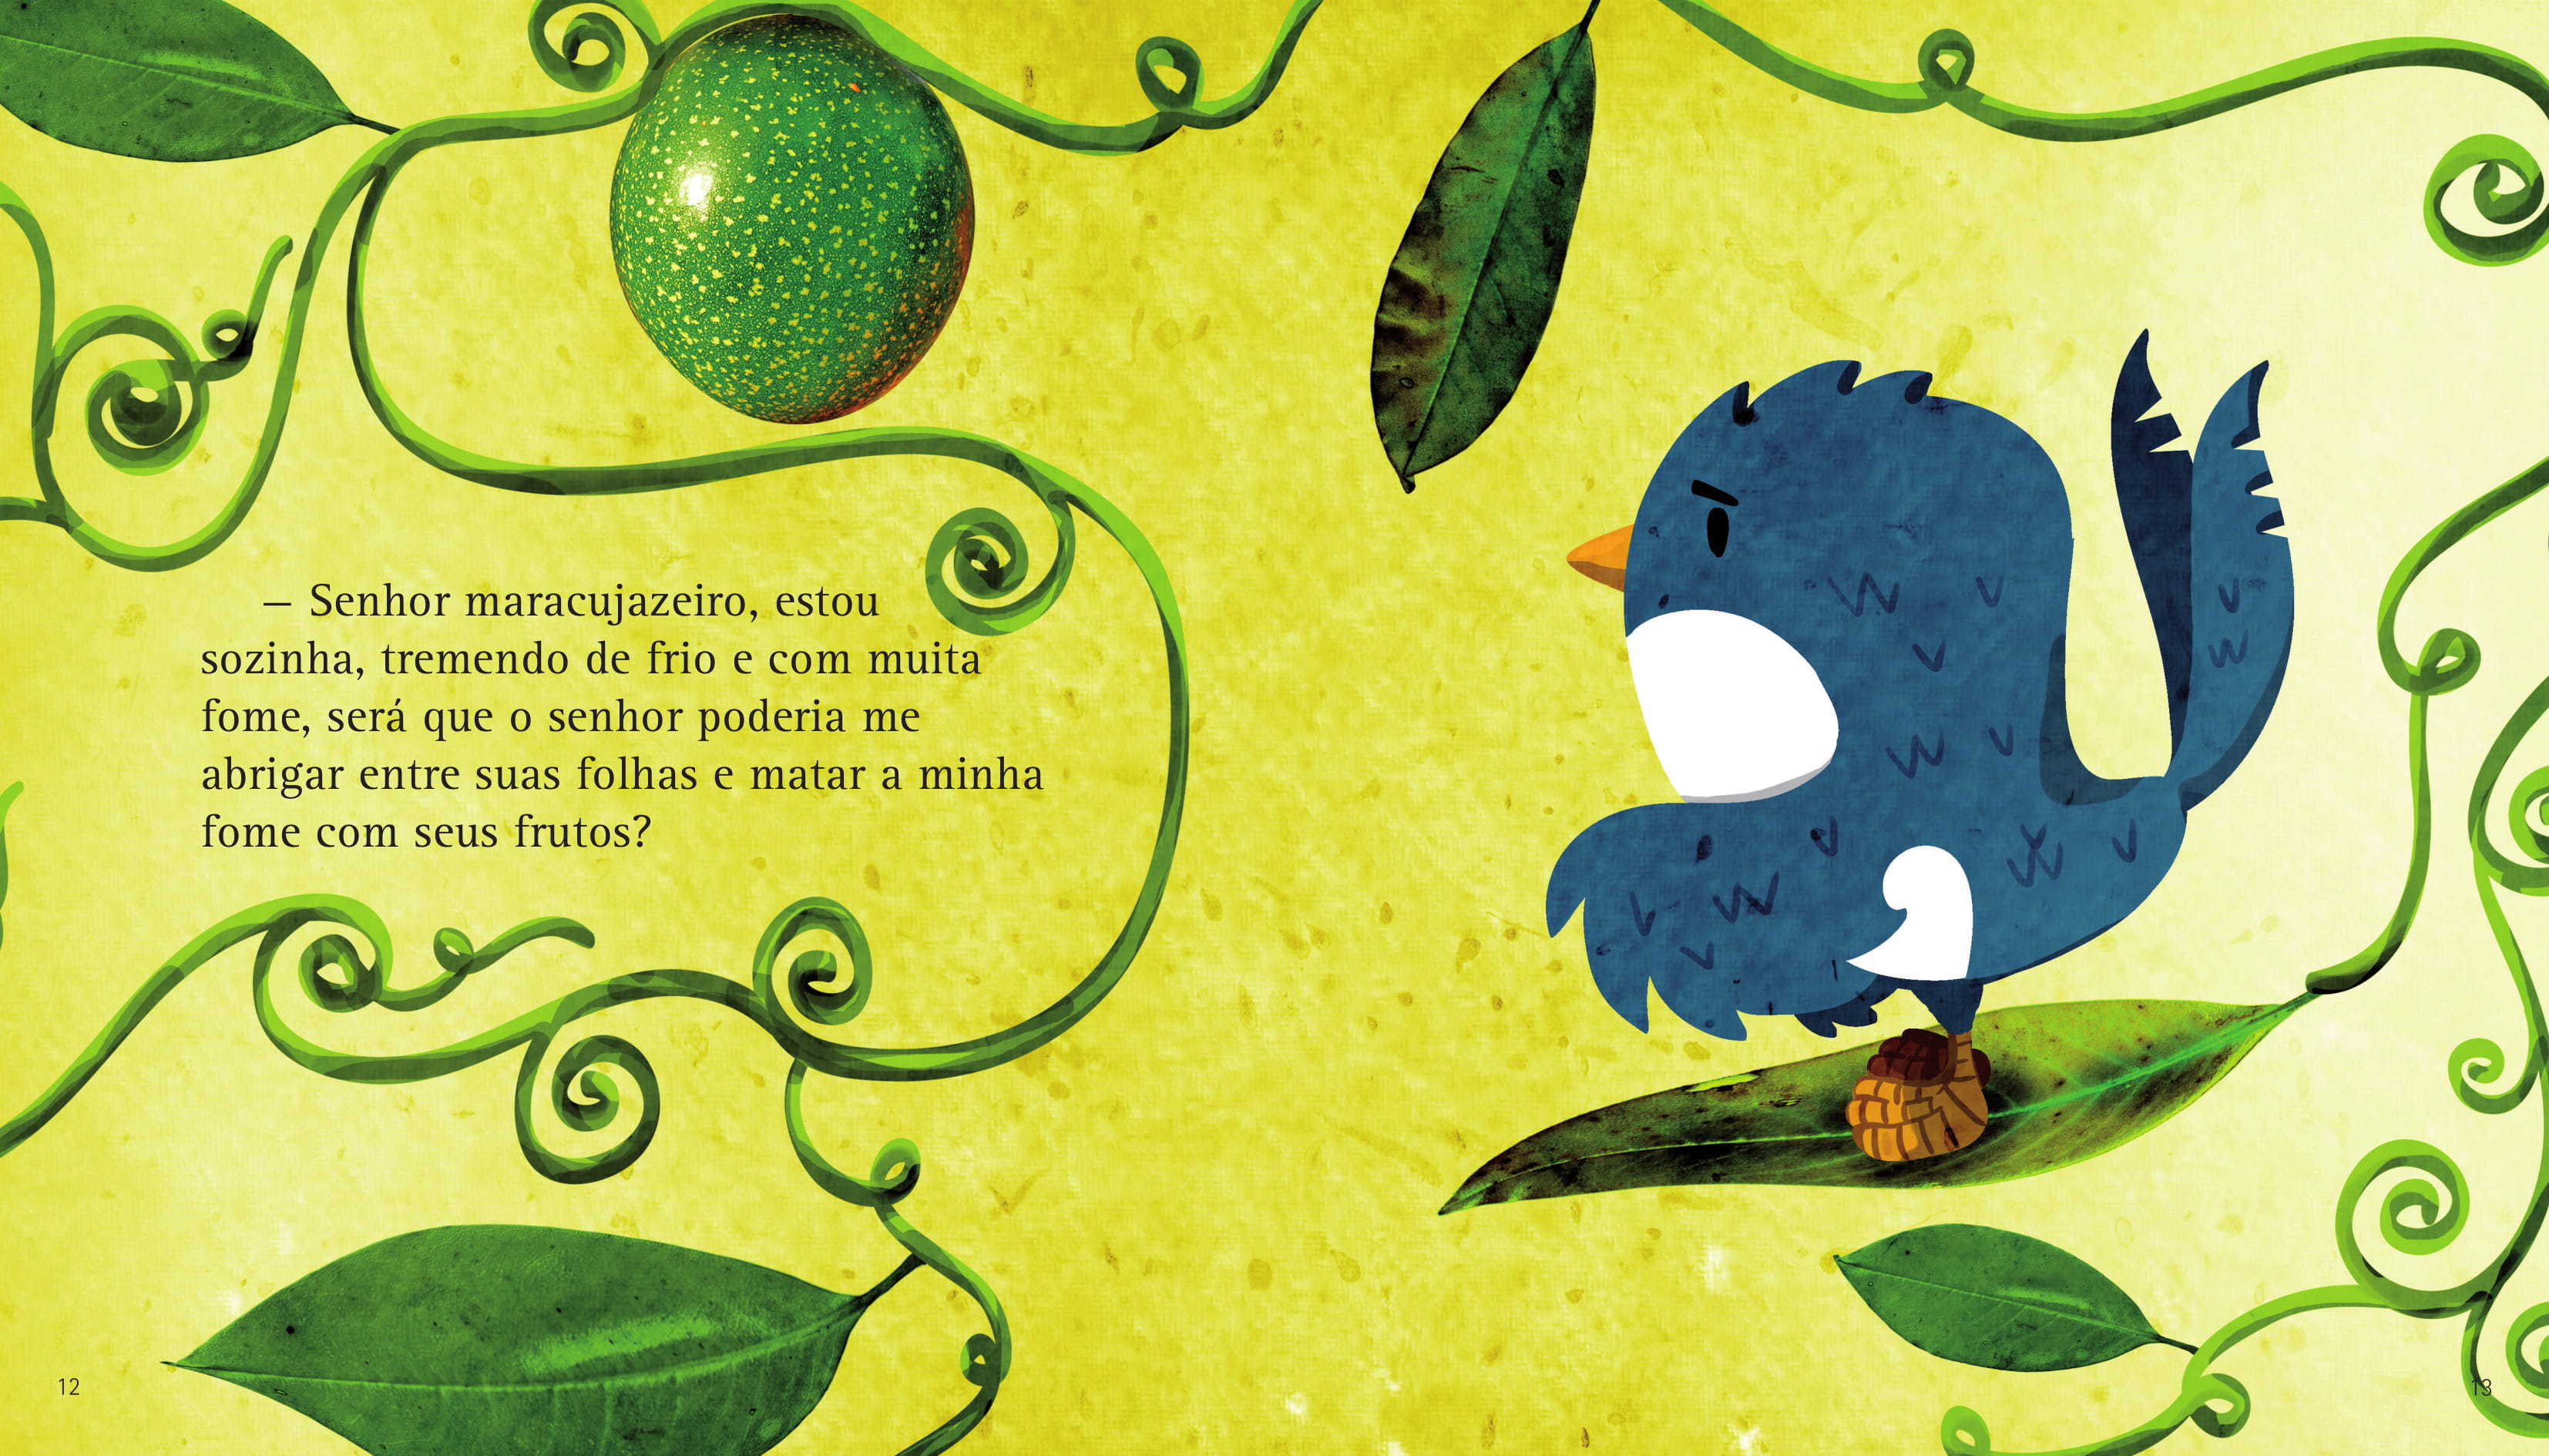 — Senhor maracujazeiro, estou
sozinha, tremendo de frio e com muita
fome, será que o senhor poderia me
abrigar entre suas folhas e matar a minha
fome com seus frutos?
12
13